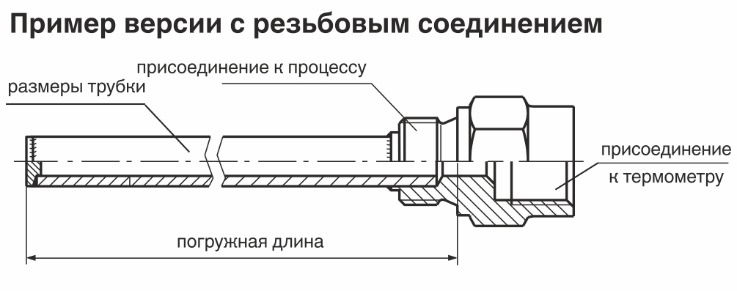 Пример версии с резьбовым соединением
присоединение к процессу
размеры трубки
присоединение
к термометру
погружная длина